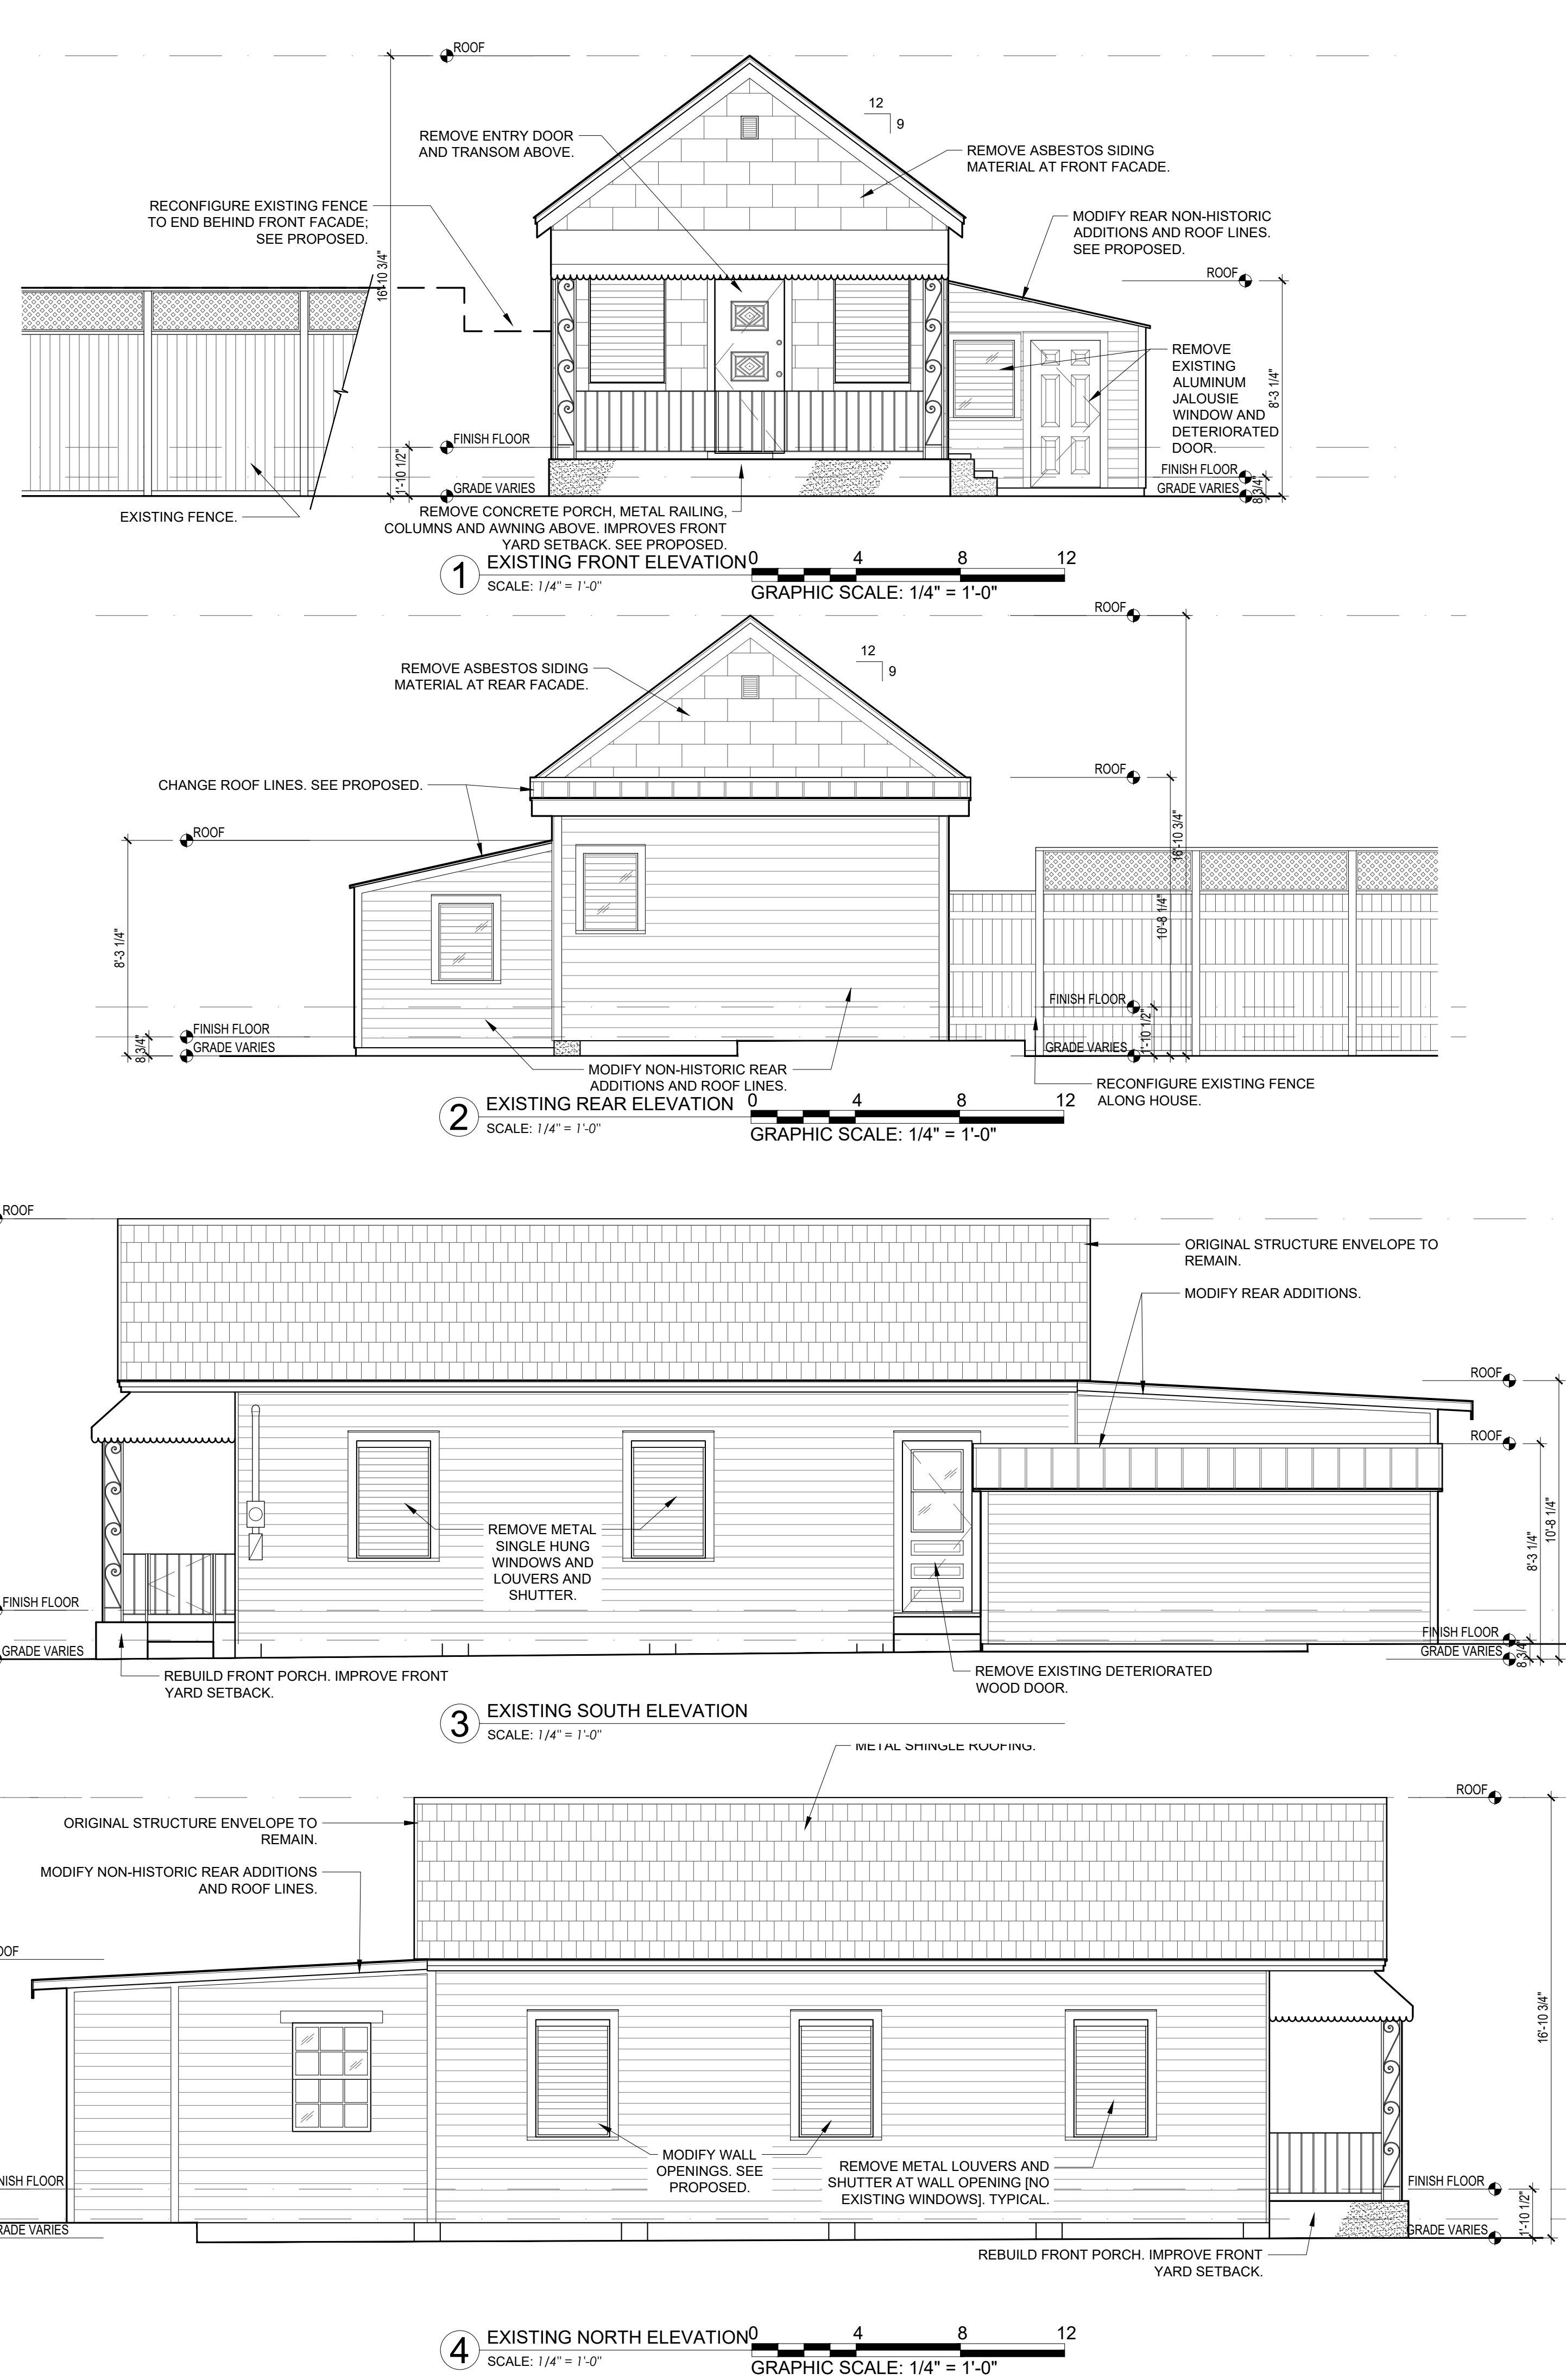 ROOF
12
9
REMOVE ENTRY DOOR
AND TRANSOM ABOVE.
REMOVE ASBESTOS SIDING
MATERIAL AT FRONT FACADE.
RECONFIGURE EXISTING FENCE
TO END BEHIND FRONT FACADE;
SEE PROPOSED.
MODIFY REAR NON-HISTORIC
ADDITIONS AND ROOF LINES.
SEE PROPOSED.
16'-10 3/4"
ROOF
REMOVE
EXISTING
ALUMINUM
JALOUSIE
WINDOW AND
DETERIORATED
DOOR.
8'-3 1/4"
FINISH FLOOR
1'-10 1/2"
GRADE VARIES
FINISH FLOOR
GRADE VARIES
8 3/4"
EXISTING FENCE.
REMOVE CONCRETE PORCH, METAL RAILING,
COLUMNS AND AWNING ABOVE. IMPROVES FRONT
YARD SETBACK. SEE PROPOSED.
1
EXISTING FRONT ELEVATION
SCALE: 1/4" = 1'-0"
0 4 8 12
GRAPHIC SCALE: 1/4" = 1'-0"
ROOF
12
9
REMOVE ASBESTOS SIDING
MATERIAL AT REAR FACADE.
ROOF
CHANGE ROOF LINES. SEE PROPOSED.
ROOF
16'-10 3/4"
10'-8 1/4"
8'-3 1/4"
FINISH FLOOR
1'-10 1/2"
GRADE VARIES
FINISH FLOOR
GRADE VARIES
8 3/4"
MODIFY NON-HISTORIC REAR
ADDITIONS AND ROOF LINES.
RECONFIGURE EXISTING FENCE
ALONG HOUSE.
2
EXISTING REAR ELEVATION
SCALE: 1/4" = 1'-0"
0 4 8 12
GRAPHIC SCALE: 1/4" = 1'-0"
ROOF
ORIGINAL STRUCTURE ENVELOPE TO
REMAIN.
MODIFY REAR ADDITIONS.
ROOF
ROOF
REMOVE METAL
SINGLE HUNG
WINDOWS AND
LOUVERS AND
SHUTTER.
8'-3 1/4"
10'-8 1/4"
FINISH FLOOR
GRADE VARIES
FINISH FLOOR
GRADE VARIES
8 3/4"
REBUILD FRONT PORCH. IMPROVE FRONT
YARD SETBACK.
REMOVE EXISTING DETERIORATED
WOOD DOOR.
3
EXISTING SOUTH ELEVATION
SCALE: 1/4" = 1'-0"
METAL SHINGLE ROOFING.
ROOF
ORIGINAL STRUCTURE ENVELOPE TO
REMAIN.
MODIFY NON-HISTORIC REAR ADDITIONS
AND ROOF LINES.
OOF
16'-10 3/4"
MODIFY WALL
OPENINGS. SEE
PROPOSED.
REMOVE METAL LOUVERS AND
SHUTTER AT WALL OPENING [NO
EXISTING WINDOWS]. TYPICAL.
NISH FLOOR
RADE VARIES
FINISH FLOOR
1'-10 1/2"
GRADE VARIES
REBUILD FRONT PORCH. IMPROVE FRONT
YARD SETBACK.
4
EXISTING NORTH ELEVATION
SCALE: 1/4" = 1'-0"
0 4 8 12
GRAPHIC SCALE: 1/4" = 1'-0"